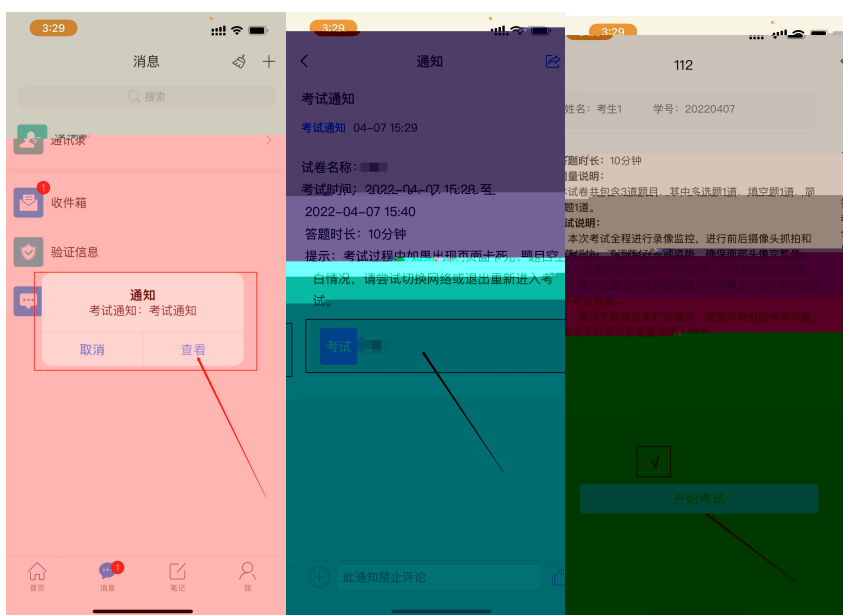 3:29
消息
搜索
通讯录
收件箱
1
验证信息
通知
考试通知：考试通知
取消
查看
首页
消息
1
笔记
我
3:29
通知
考试通知
考试通知 04-07 15:29
试卷名称：
考试时间：2022-04-07 15:28 至
2022-04-07 15:40
答题时长：10分钟
提示：考试过程中如果出现页面卡死、题目空
白情况，请尝试切换网络或退出重新进入考
试。
考试
此通知禁止评论
3:29
112
姓名：考生1 学号：20220407
题时长：10分钟
量说明：
试卷共包含3道题目，其中多选题1道，填空题1道，简
题1道。
试说明：
本次考试全程进行录像监控，进行前后摄像头抓拍和
√
开始考试